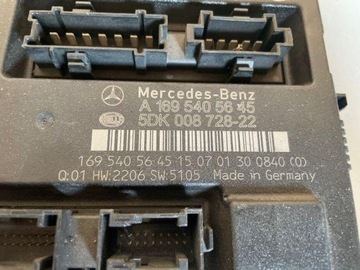 Mercedes-Benz
A 169 540 56 45
5DK 008 728-22
169 540 56 45 15 07 01 30 0840 (O)
Q:01 HW:2206 SW:5105 Made in Germany